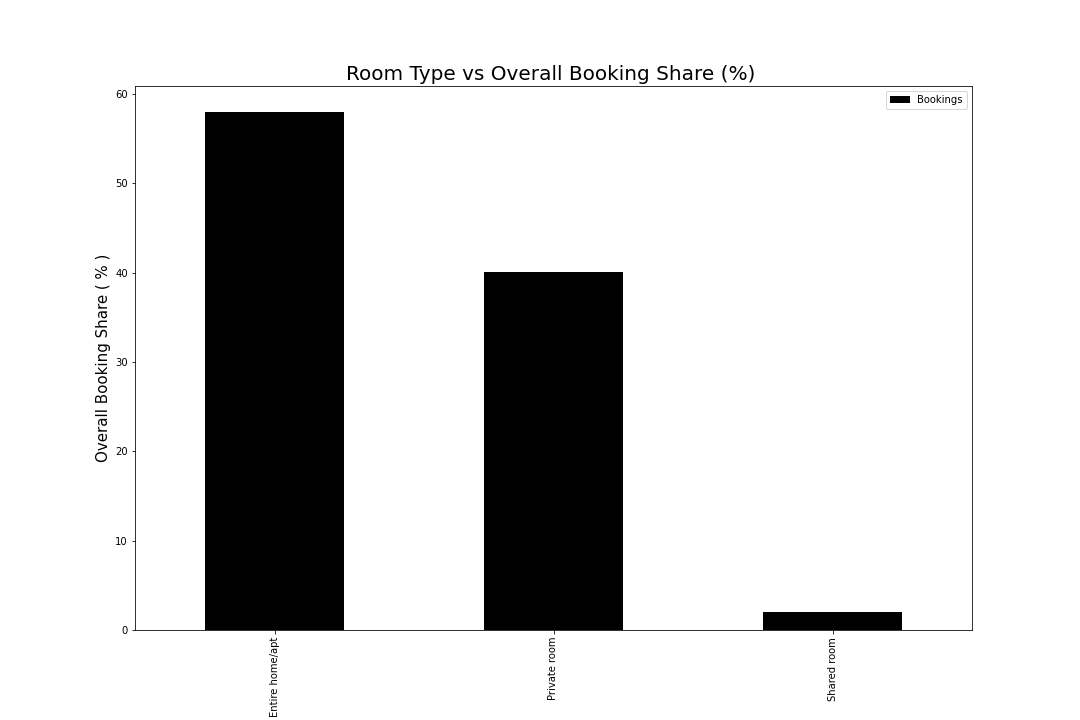 Room Type vs Overall Booking Share (%)
Bookings
Overall Booking Share ( % )
60
50
40
30
20
10
0
Entire home/apt
Private room
Shared room